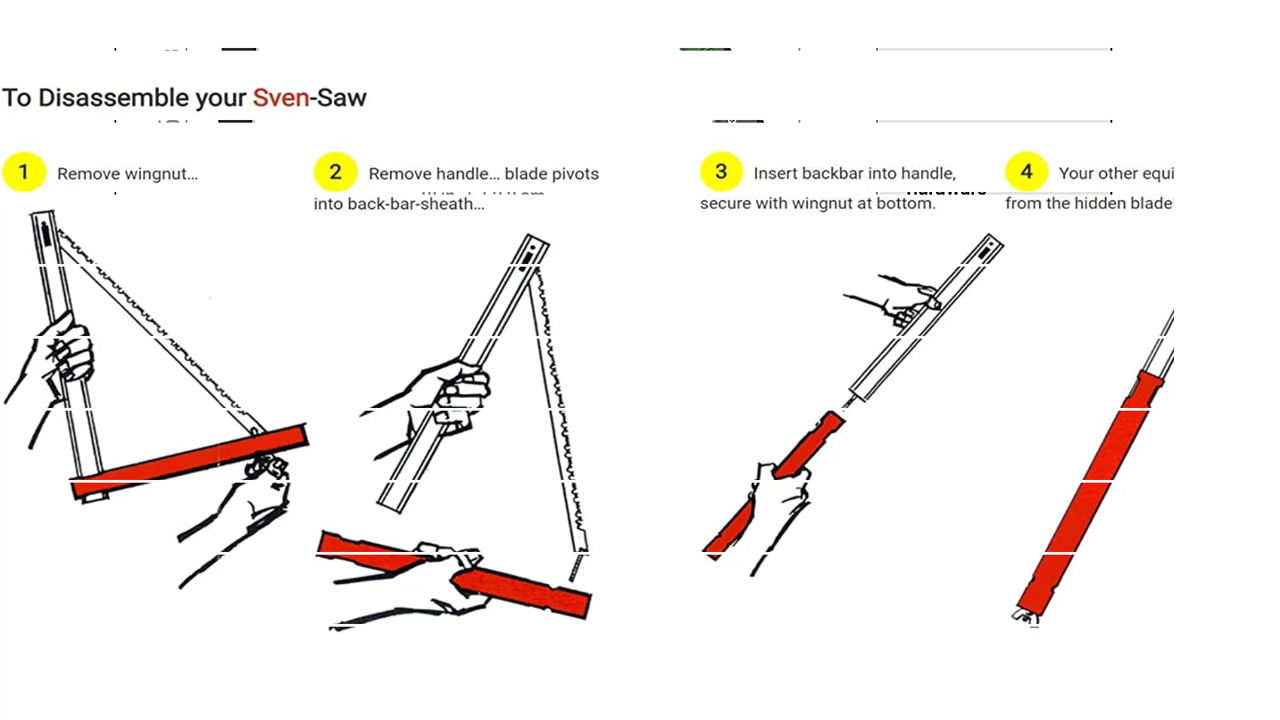 To Disassemble your Sven-Saw
1 Remove wingnut…
2 Remove handle… blade pivots
into back-bar-sheath…
3 Insert backbar into handle,
secure with wingnut at bottom.
4 Your other equi
from the hidden blade